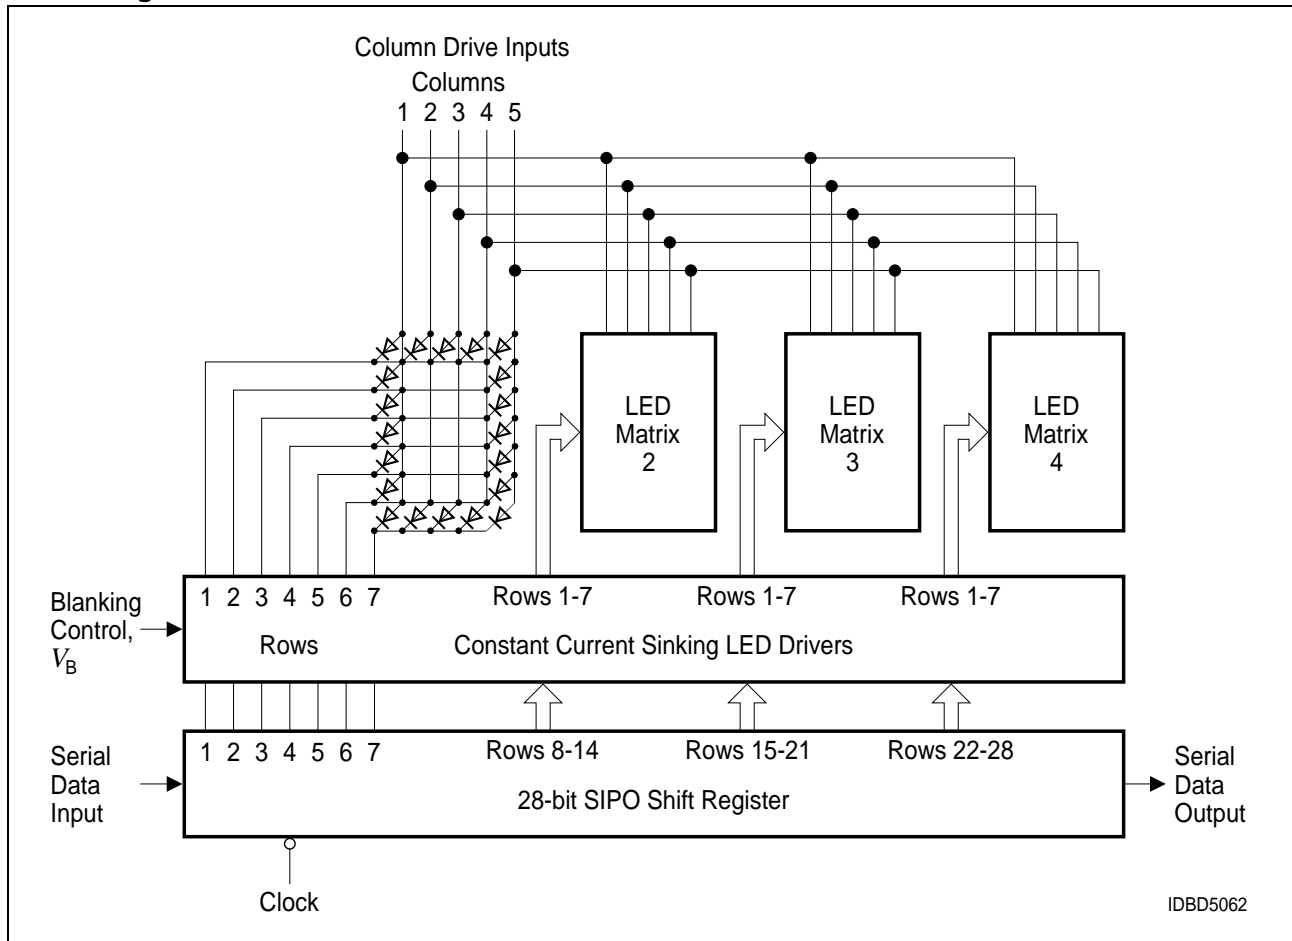 Column Drive Inputs
Columns
1 2 3 4 5
LED
Matrix
2
LED
Matrix
3
LED
Matrix
4
Blanking
Control,
V_B
1 2 3 4 5 6 7
Rows 1-7
Rows 1-7
Rows 1-7
Rows
Constant Current Sinking LED Drivers
Serial
Data
Input
1 2 3 4 5 6 7
Rows 8-14
Rows 15-21
Rows 22-28
28-bit SIPO Shift Register
Serial
Data
Output
Clock
IDBD5062